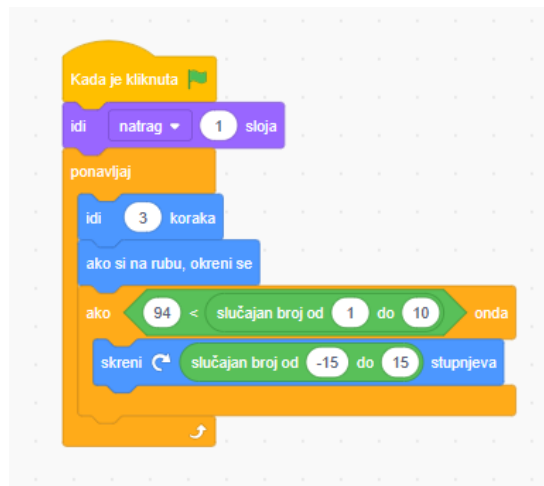 Kada je kliknuta
idi natrag 1 sloja
ponavljaj
idi 3 koraka
ako si na rubu, okreni se
ako 94 < slučajan broj od 1 do 10 onda
skreni slučajan broj od -15 do 15 stupnjeva